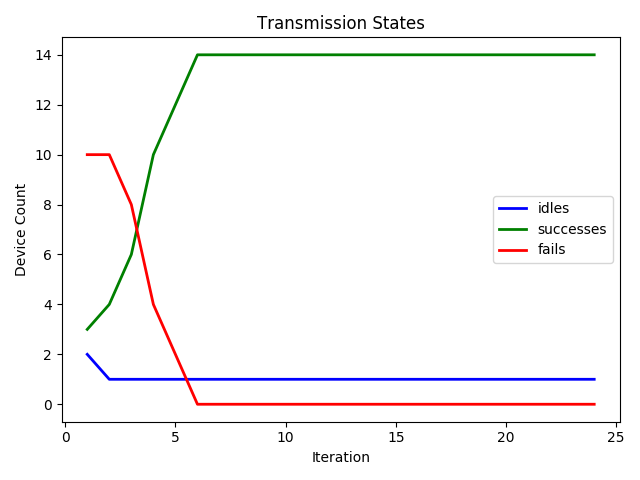 Transmission States
Device Count
14
12
10
8
6
4
2
0
idles
successes
fails
0 5 10 15 20 25
Iteration